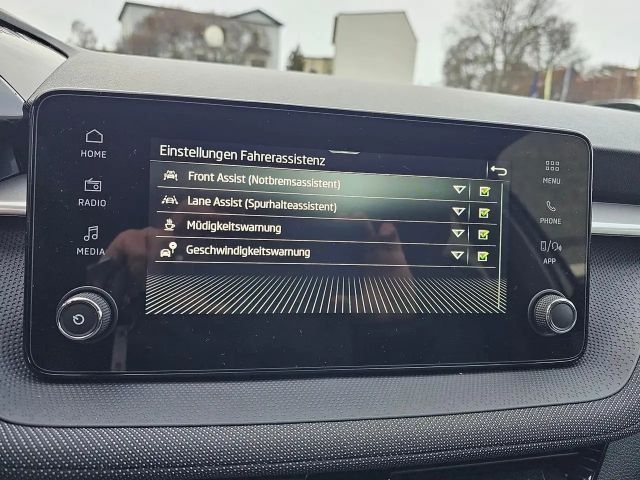 Einstellungen Fahrerassistenz
Front Assist (Notbremsassistent)
Lane Assist (Spurhalteassistent)
Müdigkeitswarnung
Geschwindigkeitswarnung
HOME
RADIO
MEDIA
MENU
PHONE
APP